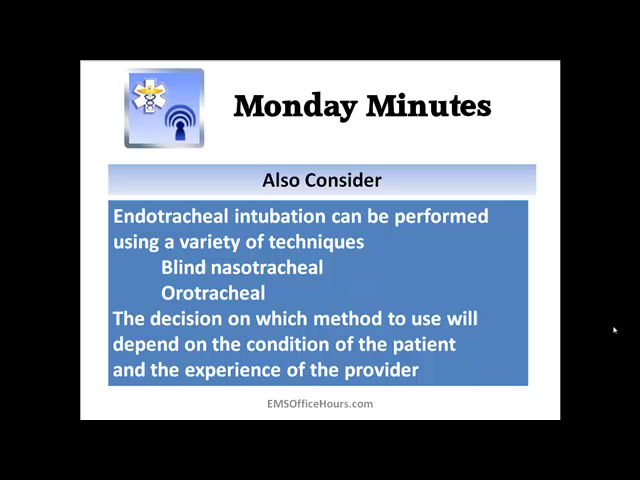 Monday Minutes
Also Consider
Endotracheal intubation can be performed
using a variety of techniques
Blind nasotracheal
Orotracheal
The decision on which method to use will
depend on the condition of the patient
and the experience of the provider
EMSOfficeHours.com